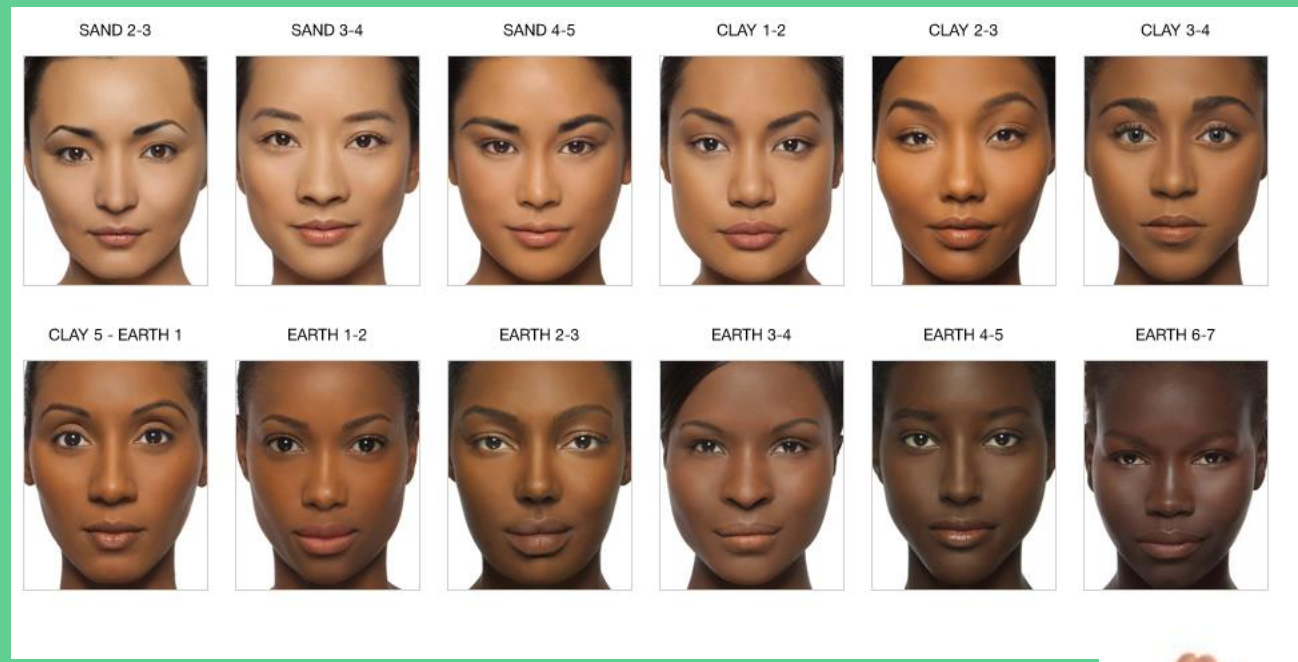 SAND 2-3
SAND 3-4
SAND 4-5
CLAY 1-2
CLAY 2-3
CLAY 3-4
CLAY 5 - EARTH 1
EARTH 1-2
EARTH 2-3
EARTH 3-4
EARTH 4-5
EARTH 6-7